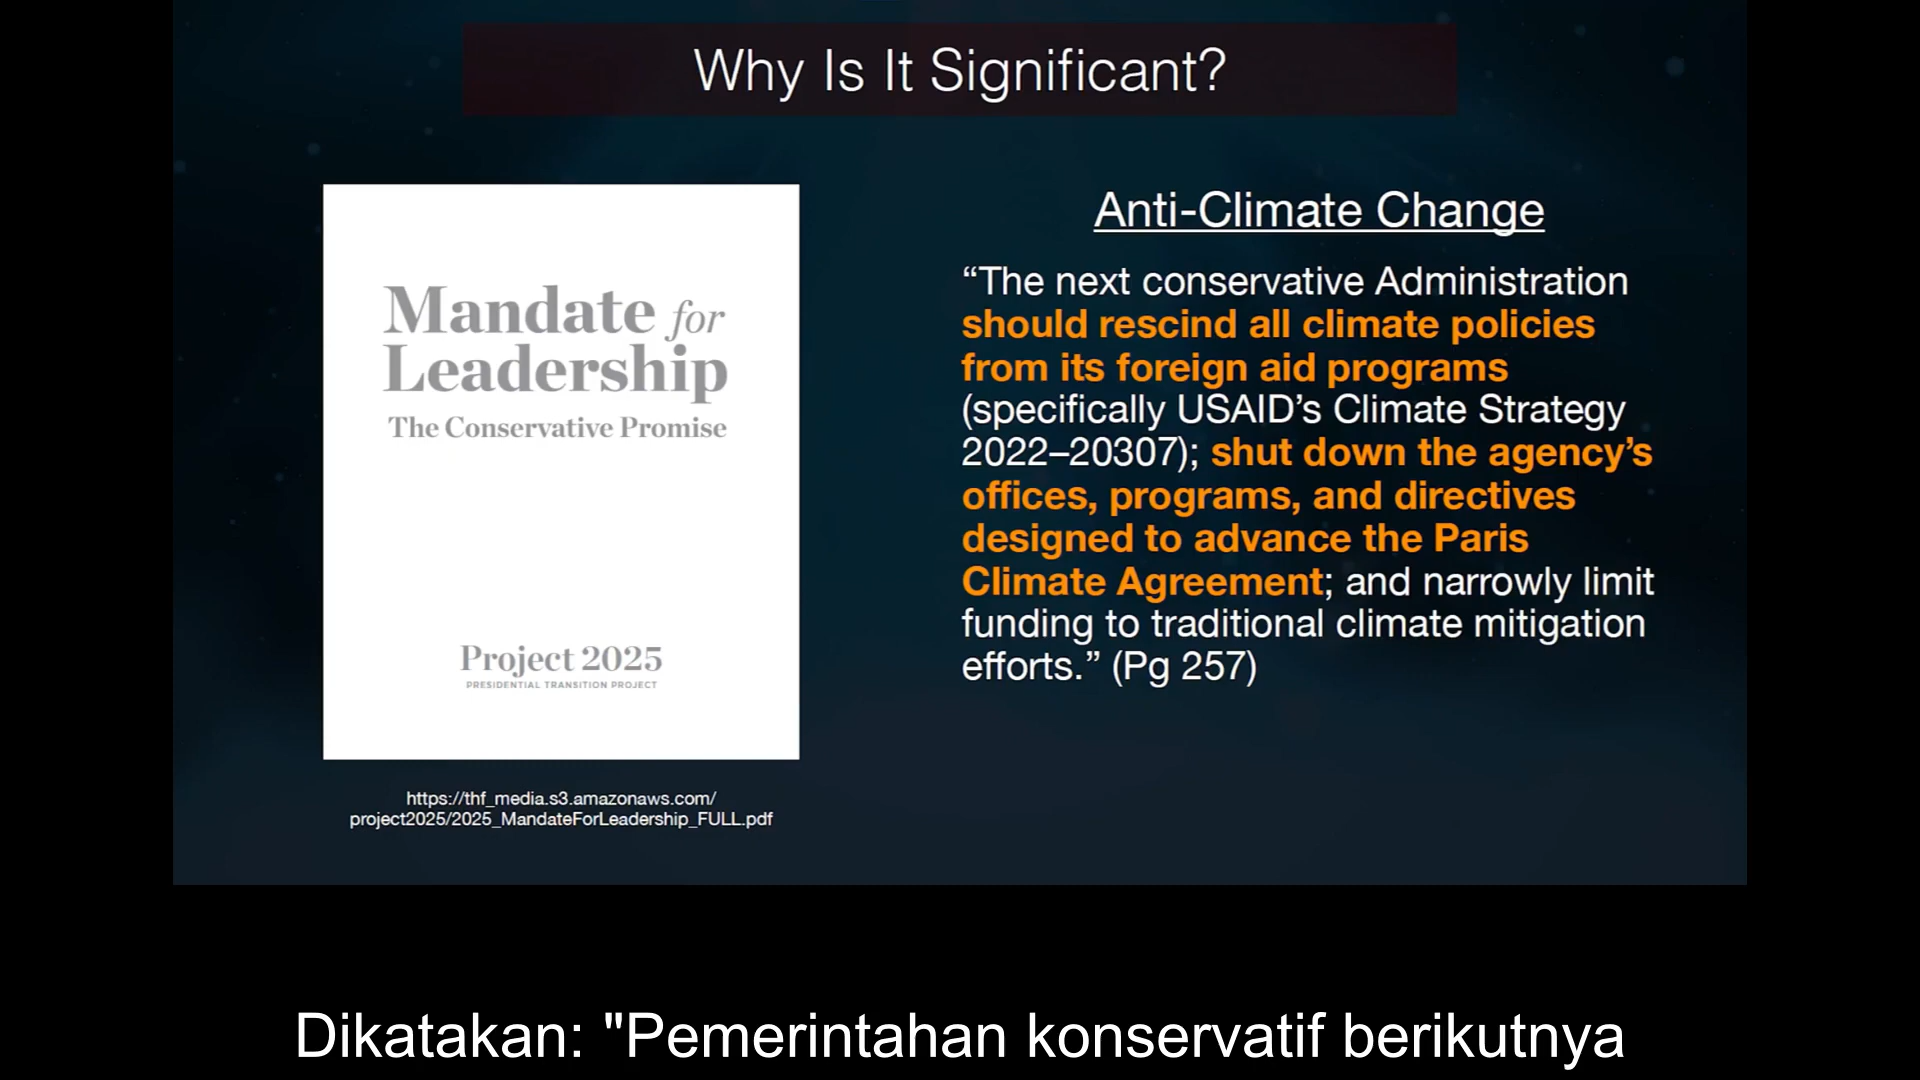 Why Is It Significant?
Mandate for
Leadership
The Conservative Promise
Project 2025
PRESIDENTIAL TRANSITION PROJECT
https://thf_media.s3.amazonaws.com/
project2025/2025_MandateForLeadership_FULL.pdf
Anti-Climate Change
“The next conservative Administration
should rescind all climate policies
from its foreign aid programs
(specifically USAID’s Climate Strategy
2022–20307); shut down the agency’s
offices, programs, and directives
designed to advance the Paris
Climate Agreement; and narrowly limit
funding to traditional climate mitigation
efforts.” (Pg 257)
Dikatakan: "Pemerintahan konservatif berikutnya